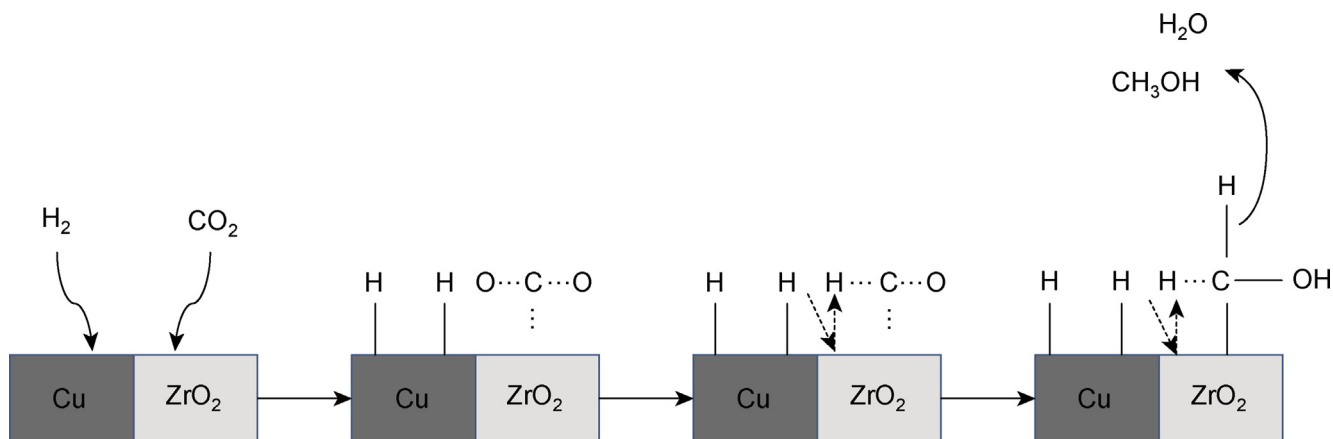 H₂O
CH₃OH
H
H₂ CO₂
H H O···C···O H H H···C···O H H H···C—OH
Cu ZrO₂ Cu ZrO₂ Cu ZrO₂ Cu ZrO₂